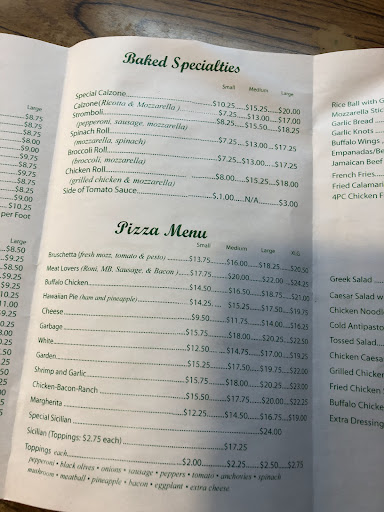 Large
$8.75
$8.75
$8.75
$8.75
$9.00
$9.00
$9.75
$9.00
$9.00
$10.25
per Foot
Large
$8.50
$9.25
Baked Specialties
Small Medium Large
Special Calzone $10.25 $15.25 $20.00
Calzone (Ricotta & Mozzarella) $7.25 $13.00 $17.00
Stromboli $8.25 $15.50 $18.25
(pepperoni, sausage, mozzarella)
Spinach Roll $7.25 $13.00 $17.25
(mozzarella, spinach)
Broccoli Roll $7.25 $13.00 $17.25
(broccoli, mozzarella)
Chicken Roll $8.00 $15.25 $18.00
(grilled chicken & mozzarella)
Side of Tomato Sauce $1.00 N/A $3.00
Pizza Menu
Small Medium Large XLG
Bruschetta (fresh mozz, tomato & pesto) $13.75 $16.00 $18.25 $20.50
Meat Lovers (Roni, MB, Sausage, & Bacon) $17.75 $20.00 $22.00 $24.25
Buffalo Chicken $14.50 $16.50 $18.75 $21.00
Hawaiian Pie (ham and pineapple) $14.25 $15.25 $17.50 $19.75
Cheese $9.50 $11.75 $14.00 $16.25
Garbage $15.75 $18.00 $20.25 $22.50
White $12.50 $14.75 $17.00 $19.25
Garden $15.25 $17.50 $19.75
Shrimp and Garlic $15.75 $18.00 $20.25
Chicken-Bacon-Ranch $15.50 $17.75 $20.00 $22.25
Margherita $12.25 $14.50 $16.75 $19.00
Special Sicilian $24.00
Sicilian (Toppings: $2.75 each) $17.25
Toppings each $2.00 $2.25 $2.50 $2.75
pepperoni • black olives • onions • sausage • peppers • tomato • anchovies • spinach
mushroom • meatball • pineapple • bacon • eggplant • extra cheese
Rice Ball with
Mozzarella Stic
Garlic Bread
Garlic Knots
Buffalo Wings
Empanadas/Be
Jamaican Beef
French Fries
Fried Calamari
4PC Chicken F
Greek Salad
Caesar Salad w
Chicken Noodl
Cold Antipasto
Tossed Salad
Chicken Caesa
Grilled Chicken
Fried Chicken
Buffalo Chicken
Extra Dressing